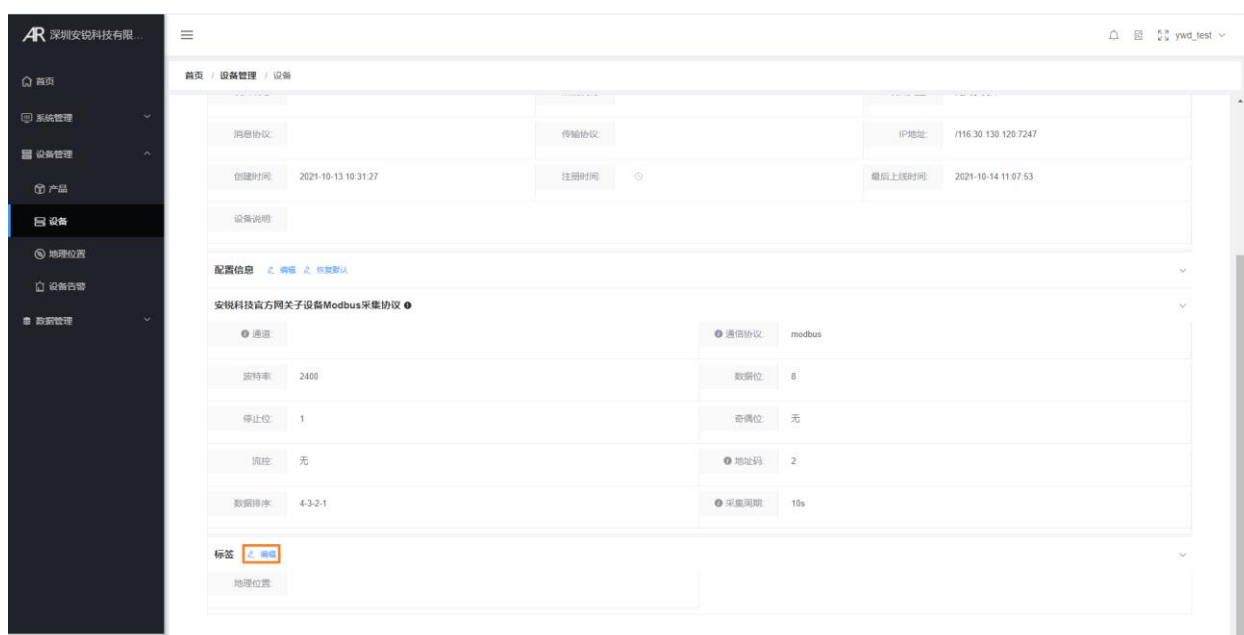 AR 深圳安锐科技有限...
ywd_test
首页
首页 / 设备管理 / 设备
系统管理
设备管理
产品
设备
地理位置
设备告警
数据管理
消息协议: 传输协议: IP地址: /116.30.130.120:7247
创建时间: 2021-10-13 10:31:27 注册时间: 最后上线时间: 2021-10-14 11:07:53
设备说明:
配置信息 编辑 恢复默认
安锐科技官方网关子设备Modbus采集协议
通道: 通信协议: modbus
波特率: 2400 数据位: 8
停止位: 1 奇偶位: 无
流控: 无 地址码: 2
数据排序: 4-3-2-1 采集周期: 10s
标签 编辑
地理位置: